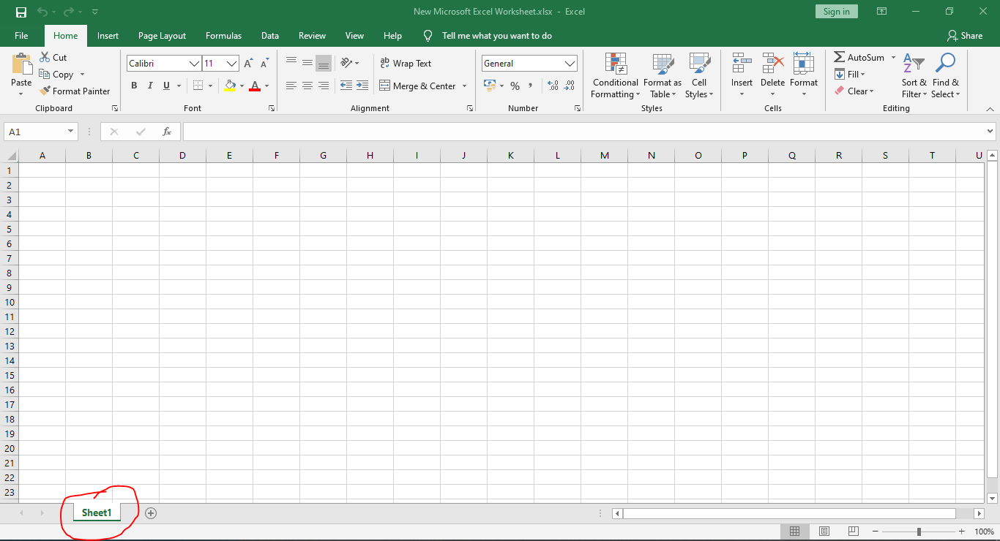 New Microsoft Excel Worksheet.xlsx - Excel
Sign in
File Home Insert Page Layout Formulas Data Review View Help Tell me what you want to do Share
Paste
Cut
Copy
Format Painter
Clipboard
Calibri 11 A A
B I U A
Font
ab Wrap Text
Merge & Center
Alignment
General
% , .00 .00
Number
Conditional Formatting
Format as Table
Cell Styles
Styles
Insert Delete Format
Cells
AutoSum
Fill
Clear
Sort & Filter
Find & Select
Editing
A1 fx
A B C D E F G H I J K L M N O P Q R S T U
1
2
3
4
5
6
7
8
9
10
11
12
13
14
15
16
17
18
19
20
21
22
23
Sheet1
100%